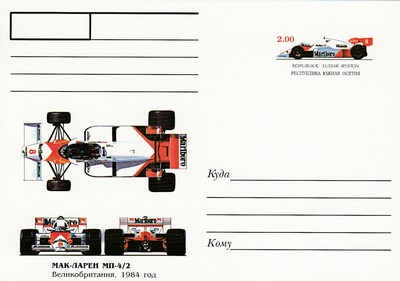 2.00
Marlboro
RESPUBLIKÆ XUSSAR IRYSTON
РЕСПУБЛИКА ЮЖНАЯ ОСЕТИЯ
Marlboro
8
Куда
Marlboro
Marlboro
Кому
МАК-ЛАРЕН МП-4/2
Великобритания, 1984 год